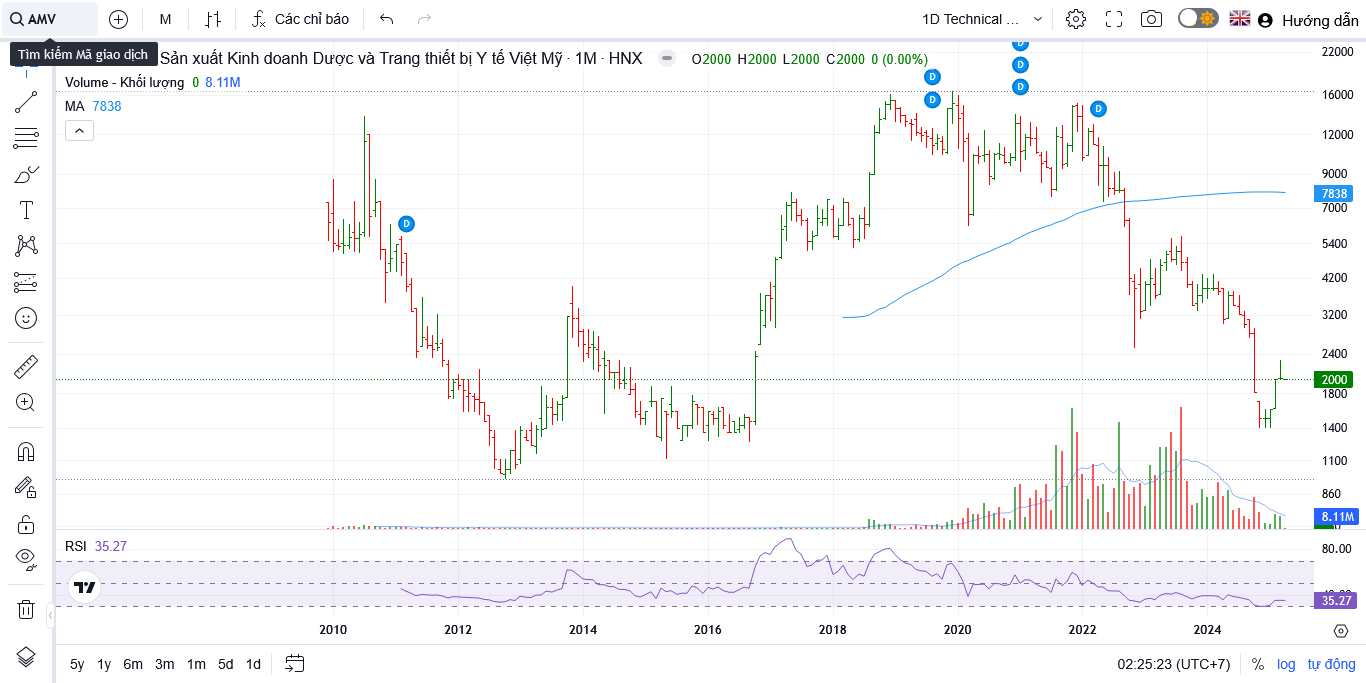 AMV
M
Các chỉ báo
1D Technical ...
Hướng dẫn
Tìm kiếm Mã giao dịch
Sản xuất Kinh doanh Dược và Trang thiết bị Y tế Việt Mỹ · 1M · HNX
O2000 H2000 L2000 C2000 0 (0.00%)
Volume - Khối lượng 0 8.11M
MA 7838
D
D
D
D
D
D
D
22000
16000
12000
9000
7838
7000
5400
4200
3200
2400
2000
1800
1400
1100
860
8.11M
RSI 35.27
80.00
35.27
2010 2012 2014 2016 2018 2020 2022 2024
5y 1y 6m 3m 1m 5d 1d
02:25:23 (UTC+7)
% log tự động